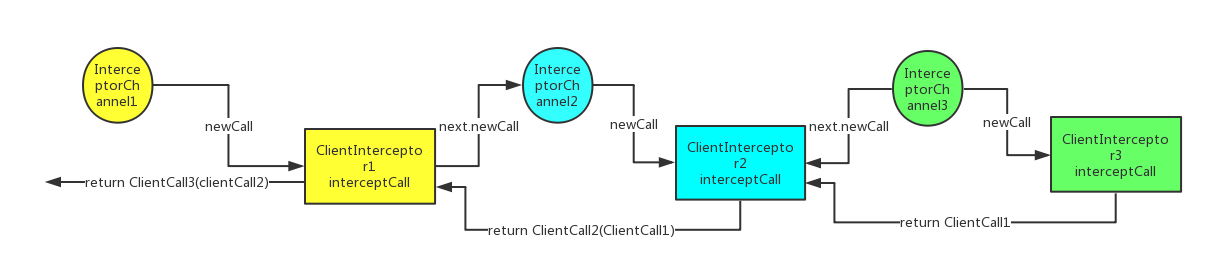 Interce
ptorCh
annel1
newCall
ClientIntercepto
r1
interceptCall
return ClientCall3(clientCall2)
next.newCall
Interce
ptorCh
annel2
newCall
ClientIntercepto
r2
interceptCall
return ClientCall2(ClientCall1)
next.newCall
Interce
ptorCh
annel3
newCall
ClientIntercepto
r3
interceptCall
return ClientCall1